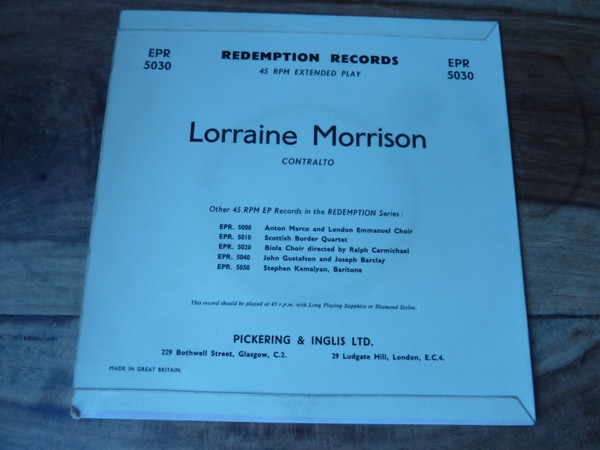 EPR 5030
REDEMPTION RECORDS
EPR 5030
45 RPM EXTENDED PLAY
Lorraine Morrison
CONTRALTO
Other 45 RPM EP Records in the REDEMPTION Series:
EPR. 5000 Anton Marco and London Emmanuel Choir
EPR. 5010 Scottish Border Quartet
EPR. 5020 Biola Choir directed by Ralph Carmichael
EPR. 5040 John Gustafson and Joseph Barclay
EPR. 5050 Stephen Kemalyan, Baritone
This record should be played at 45 r.p.m. with Long Playing Sapphire or Diamond Stylus.
PICKERING & INGLIS LTD.
229 Bothwell Street, Glasgow, C.2. 29 Ludgate Hill, London, E.C.4.
MADE IN GREAT BRITAIN.